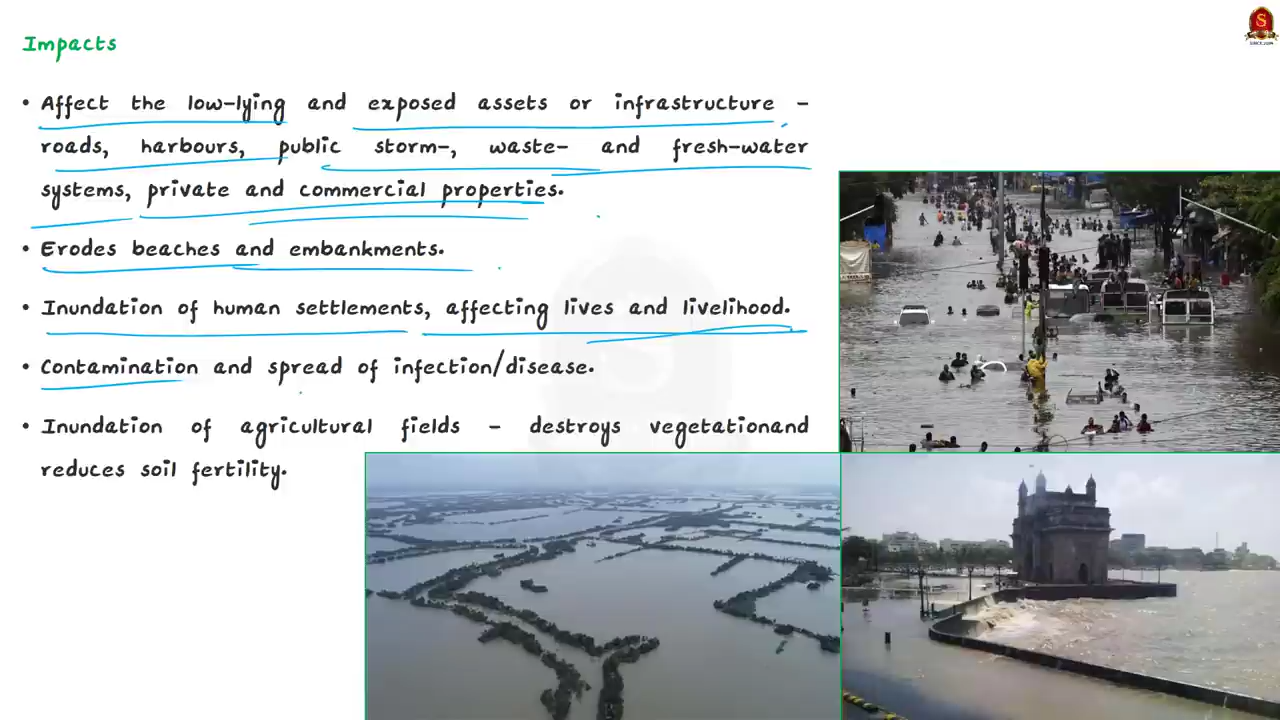 Impacts
• Affect the low-lying and exposed assets or infrastructure –
roads, harbours, public storm-, waste- and fresh-water
systems, private and commercial properties.
• Erodes beaches and embankments.
• Inundation of human settlements, affecting lives and livelihood.
• Contamination and spread of infection/disease.
• Inundation of agricultural fields – destroys vegetationand
reduces soil fertility.
S